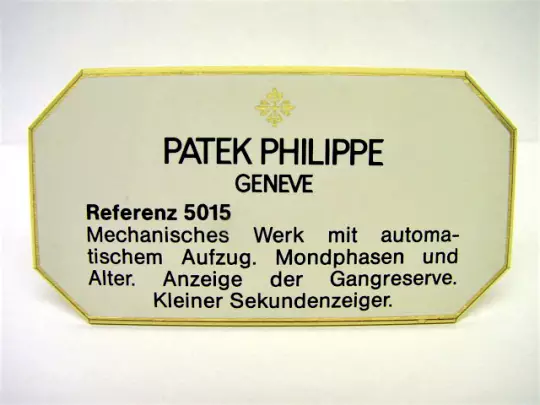 PATEK PHILIPPE
GENEVE
Referenz 5015
Mechanisches Werk mit automa-
tischem Aufzug. Mondphasen und
Alter. Anzeige der Gangreserve.
Kleiner Sekundenzeiger.